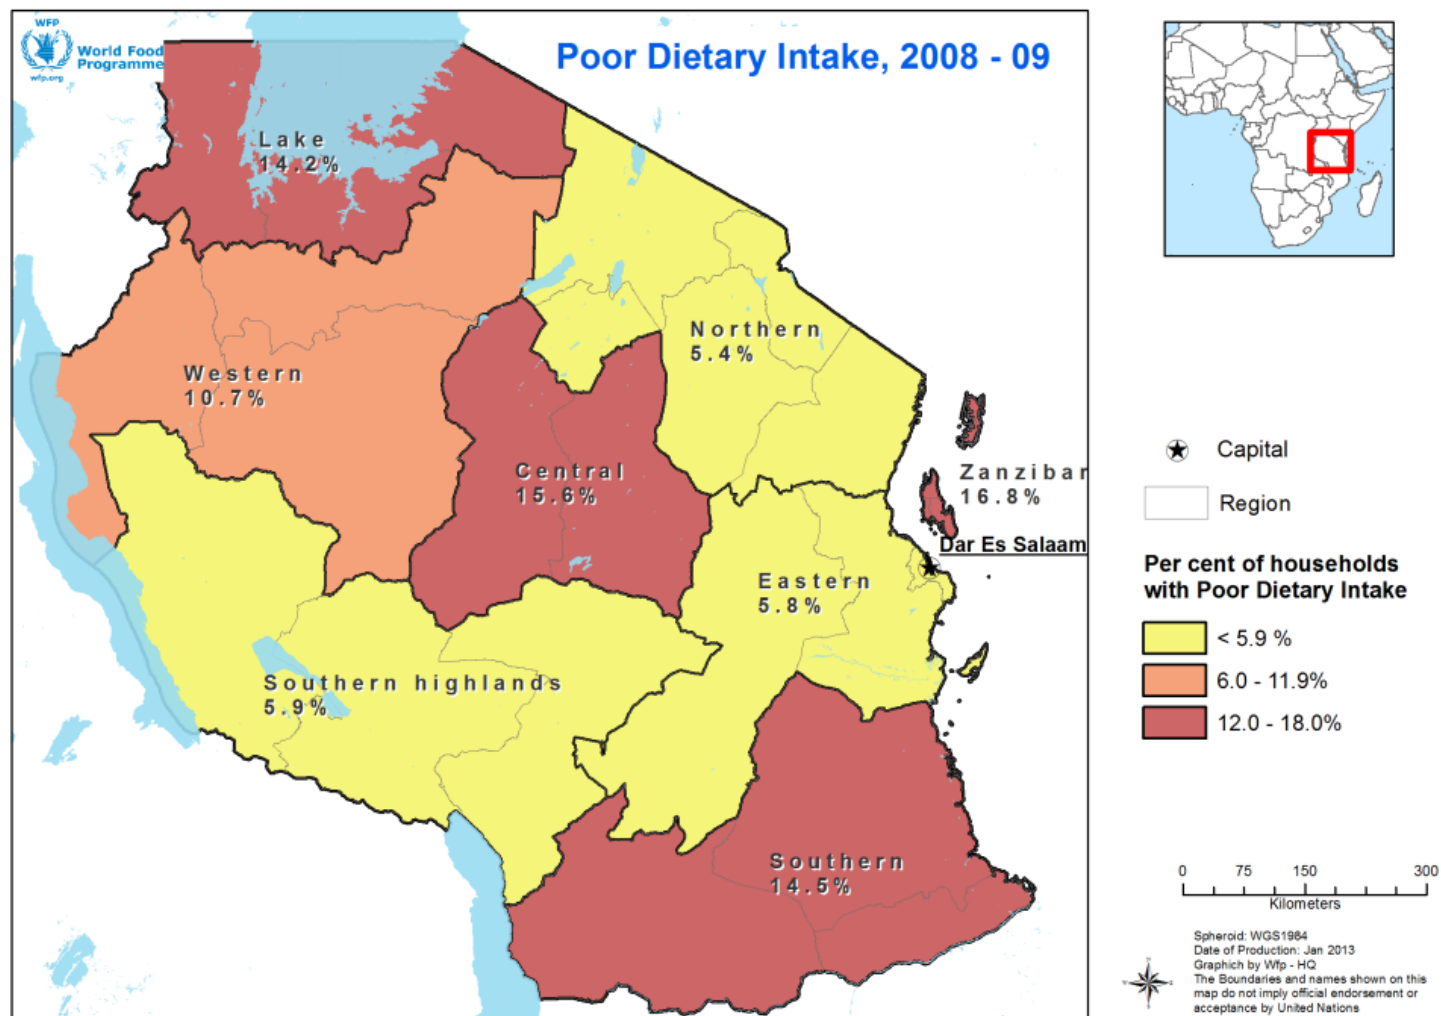 WFP
World Food
Programme
wfp.org
Poor Dietary Intake, 2008 - 09
Lake
14.2%
Northern
5.4%
Western
10.7%
Central
15.6%
Zanzibar
16.8%
Dar Es Salaam
Eastern
5.8%
Southern highlands
5.9%
Southern
14.5%
Capital
Region
Per cent of households
with Poor Dietary Intake
< 5.9 %
6.0 - 11.9%
12.0 - 18.0%
0 75 150 300
Kilometers
Spheroid: WGS1984
Date of Production: Jan 2013
Graphich by Wfp - HQ
The Boundaries and names shown on this
map do not imply official endorsement or
acceptance by United Nations